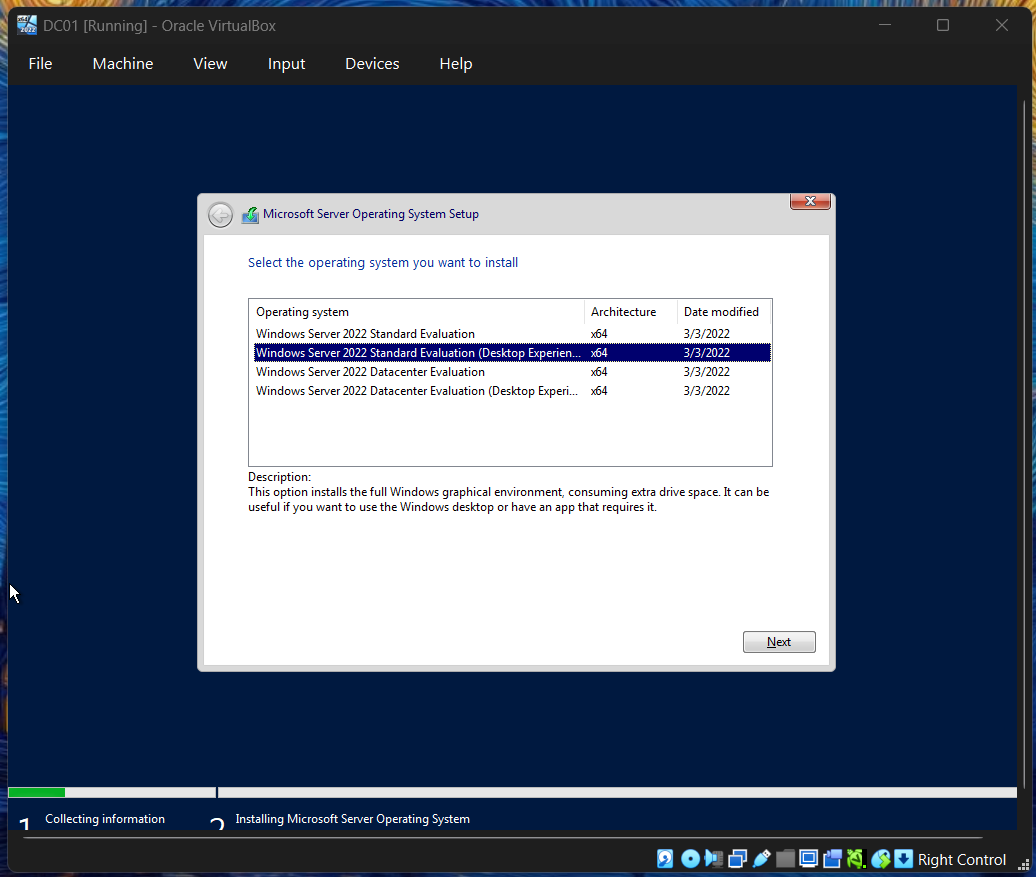 x64
2022
DC01 [Running] - Oracle VirtualBox
File Machine View Input Devices Help
Microsoft Server Operating System Setup
Select the operating system you want to install
Operating system Architecture Date modified
Windows Server 2022 Standard Evaluation x64 3/3/2022
Windows Server 2022 Standard Evaluation (Desktop Experien... x64 3/3/2022
Windows Server 2022 Datacenter Evaluation x64 3/3/2022
Windows Server 2022 Datacenter Evaluation (Desktop Experi... x64 3/3/2022
Description:
This option installs the full Windows graphical environment, consuming extra drive space. It can be
useful if you want to use the Windows desktop or have an app that requires it.
Next
1 Collecting information 2 Installing Microsoft Server Operating System
Right Control